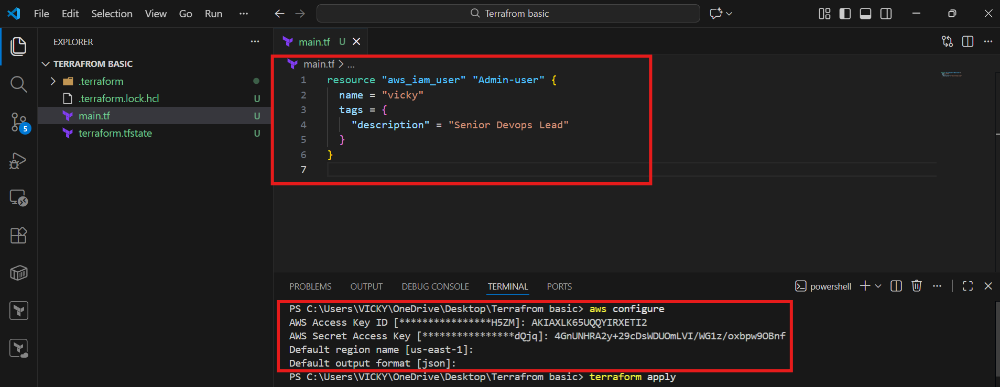 File Edit Selection View Go Run ··· Terrafrom basic
EXPLORER ···
TERRAFROM BASIC
.terraform
.terraform.lock.hcl U
main.tf U
terraform.tfstate U
5
main.tf U
main.tf > ...
1 resource "aws_iam_user" "Admin-user" {
2 name = "vicky"
3 tags = {
4 "description" = "Senior Devops Lead"
5 }
6 }
7
PROBLEMS OUTPUT DEBUG CONSOLE TERMINAL PORTS powershell
PS C:\Users\VICKY\OneDrive\Desktop\Terrafrom basic> aws configure
AWS Access Key ID [****************H5ZM]: AKIAXLK65UQQYIRXETI2
AWS Secret Access Key [****************dQjq]: 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
Default region name [us-east-1]:
Default output format [json]:
PS C:\Users\VICKY\OneDrive\Desktop\Terrafrom basic> terraform apply